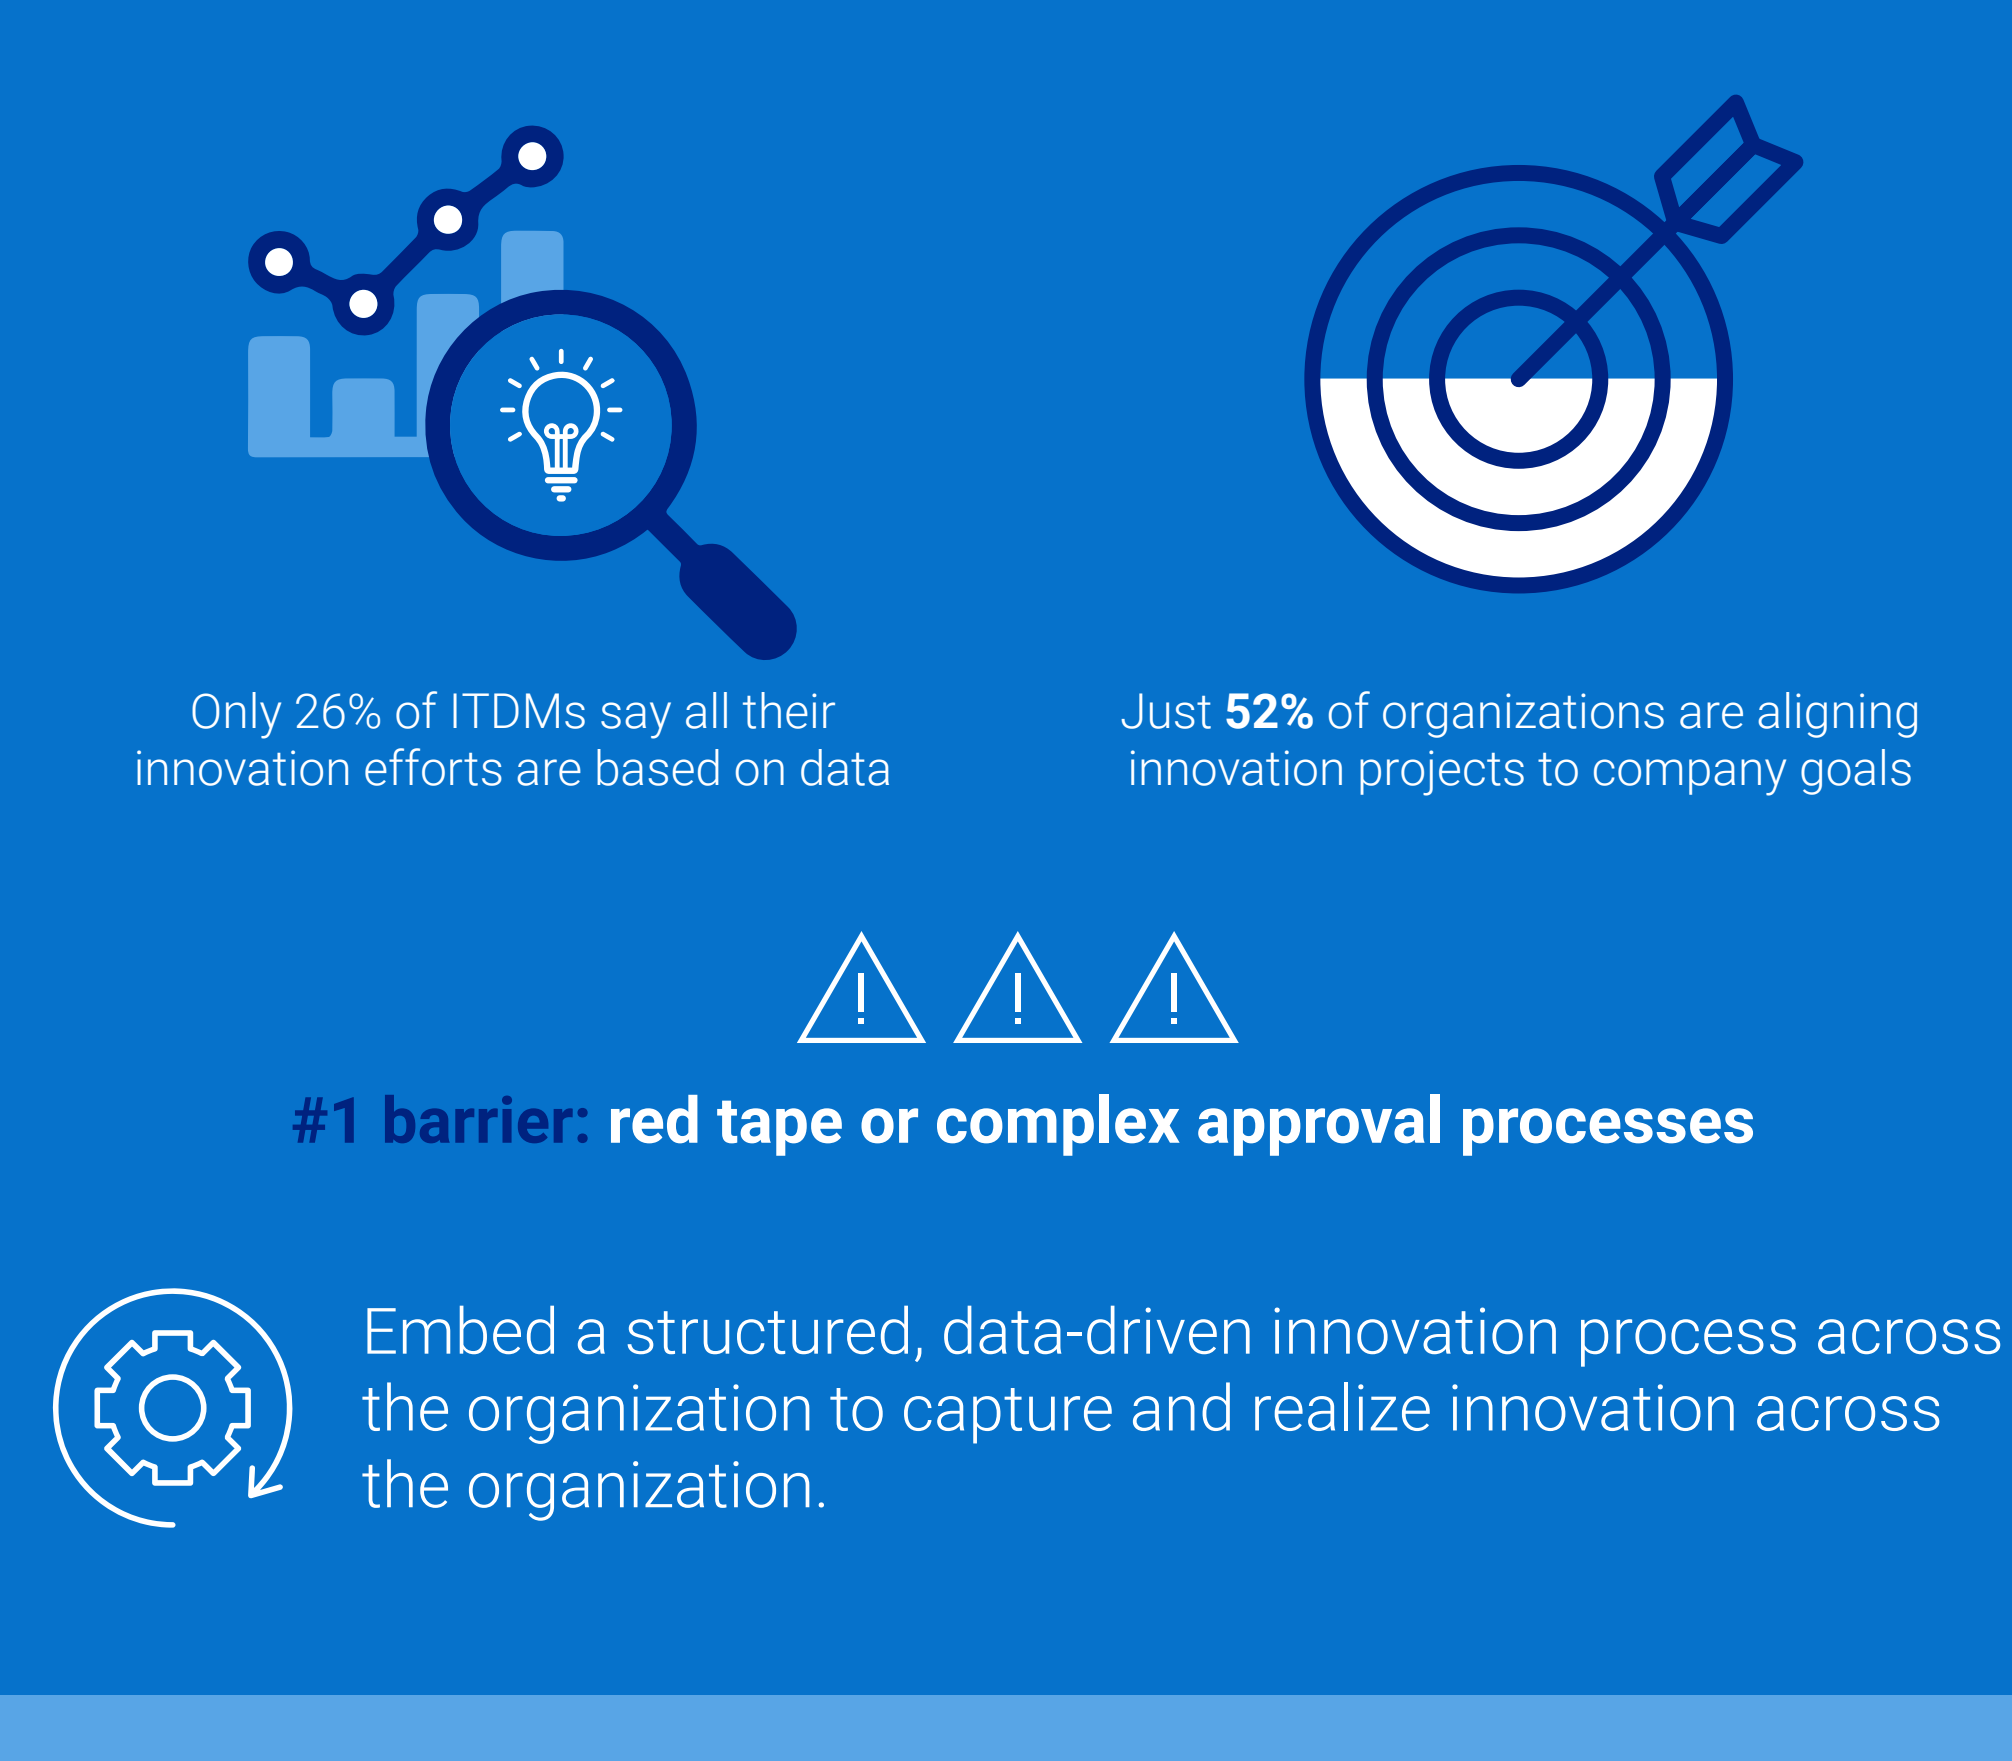 Only 26% of ITDMs say all their
innovation efforts are based on data
Just 52% of organizations are aligning
innovation projects to company goals
#1 barrier: red tape or complex approval processes
Embed a structured, data-driven innovation process across
the organization to capture and realize innovation across
the organization.